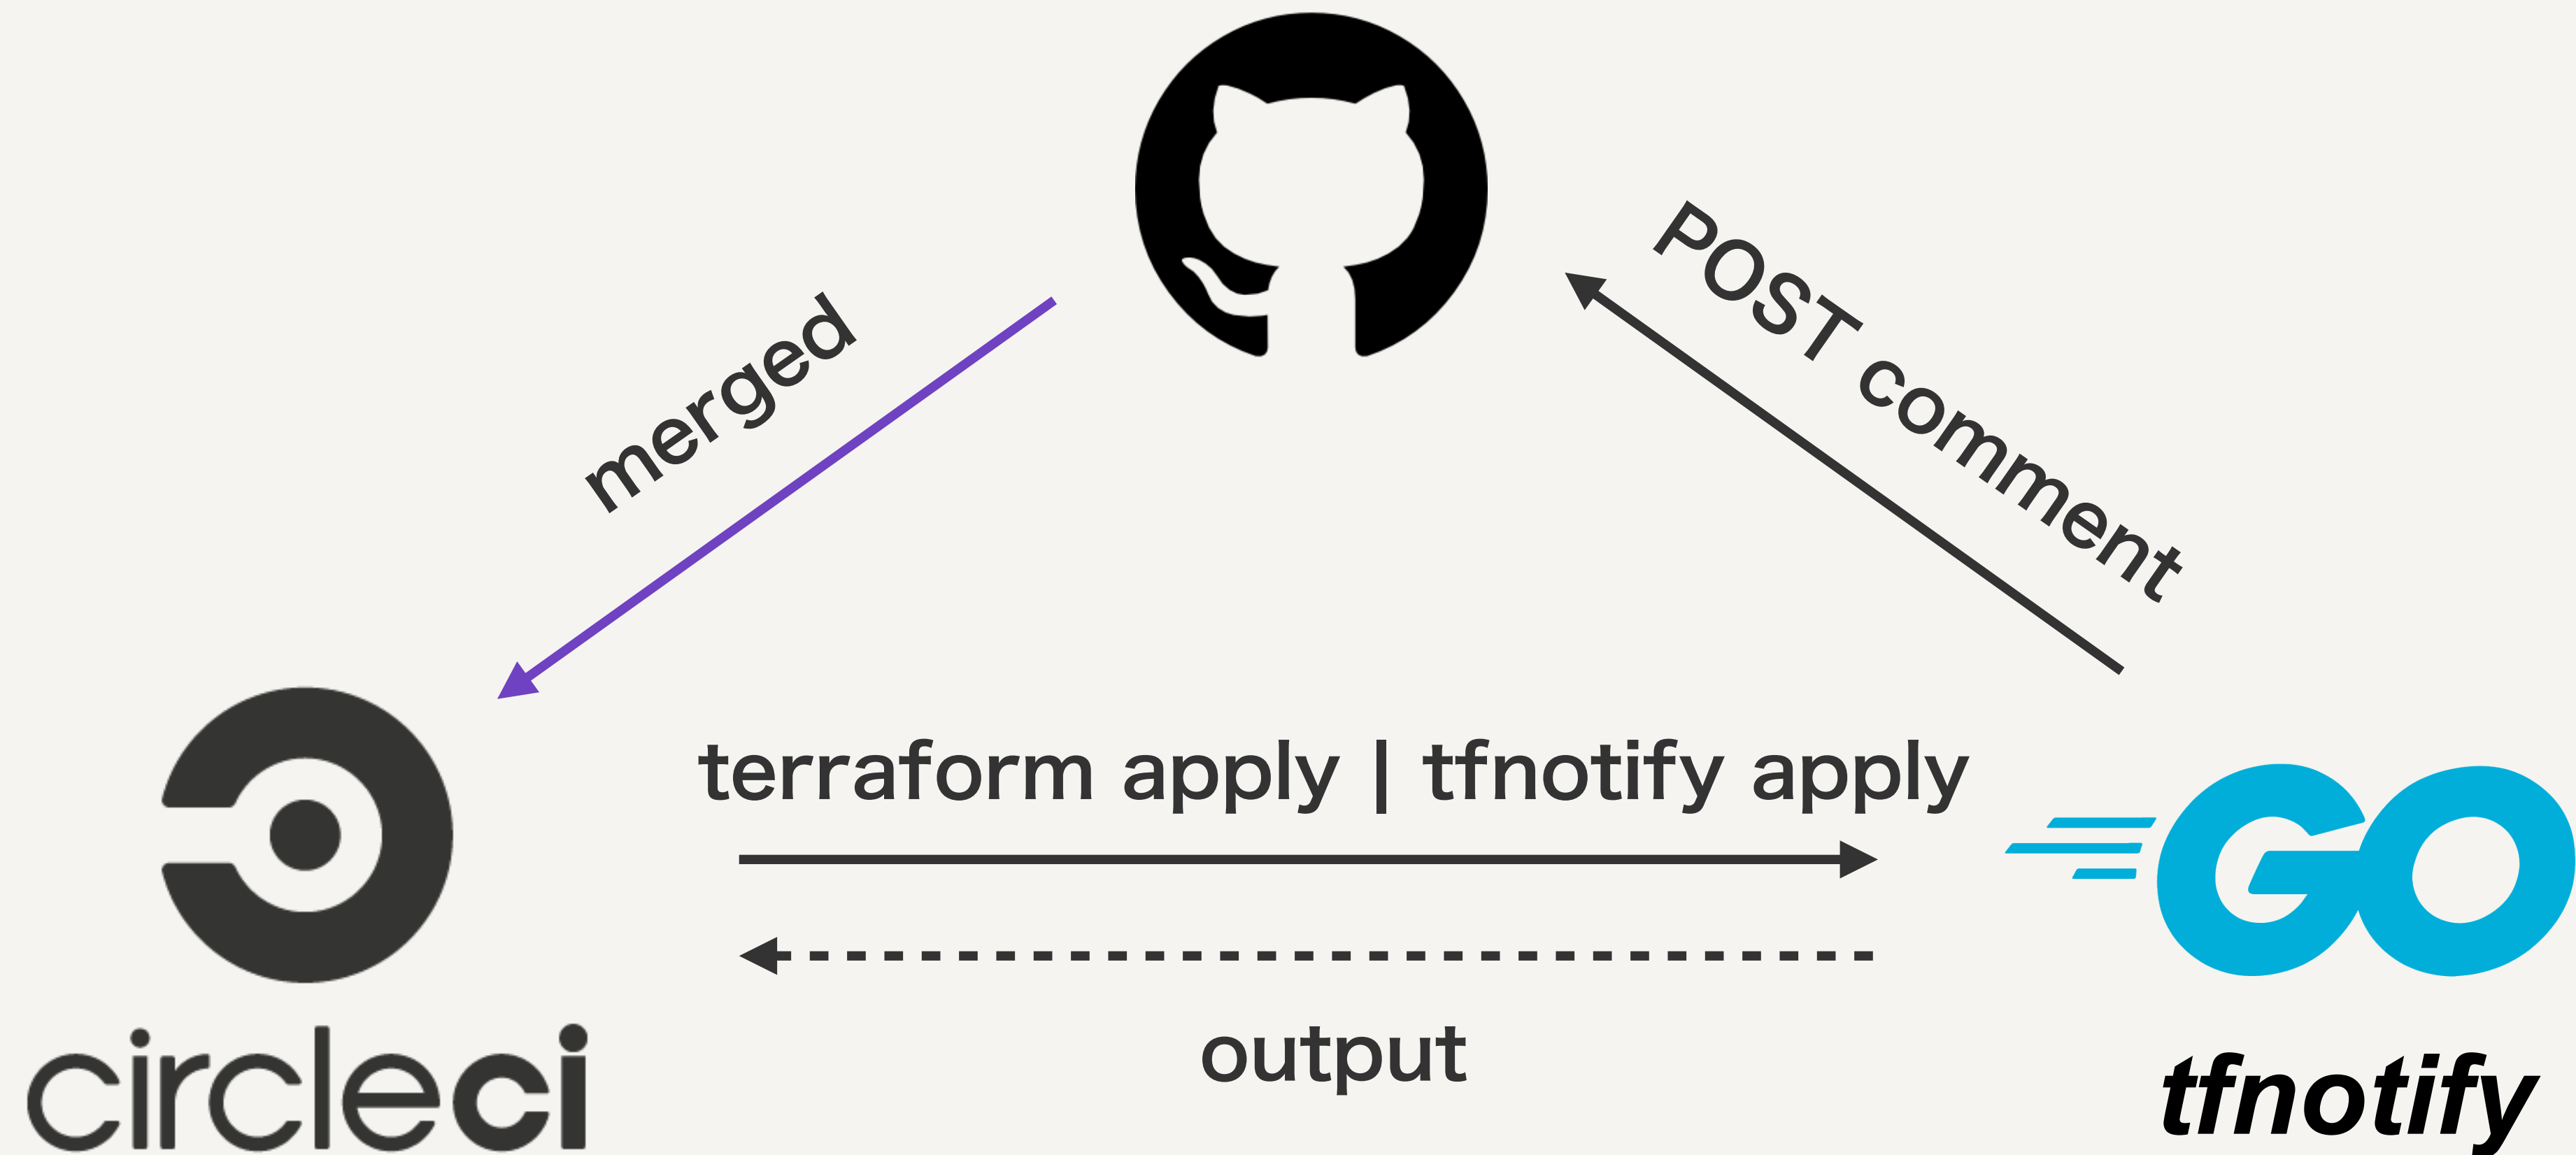 merged
POST comment
terraform apply | tfnotify apply
output
circleci
GO
tfnotify